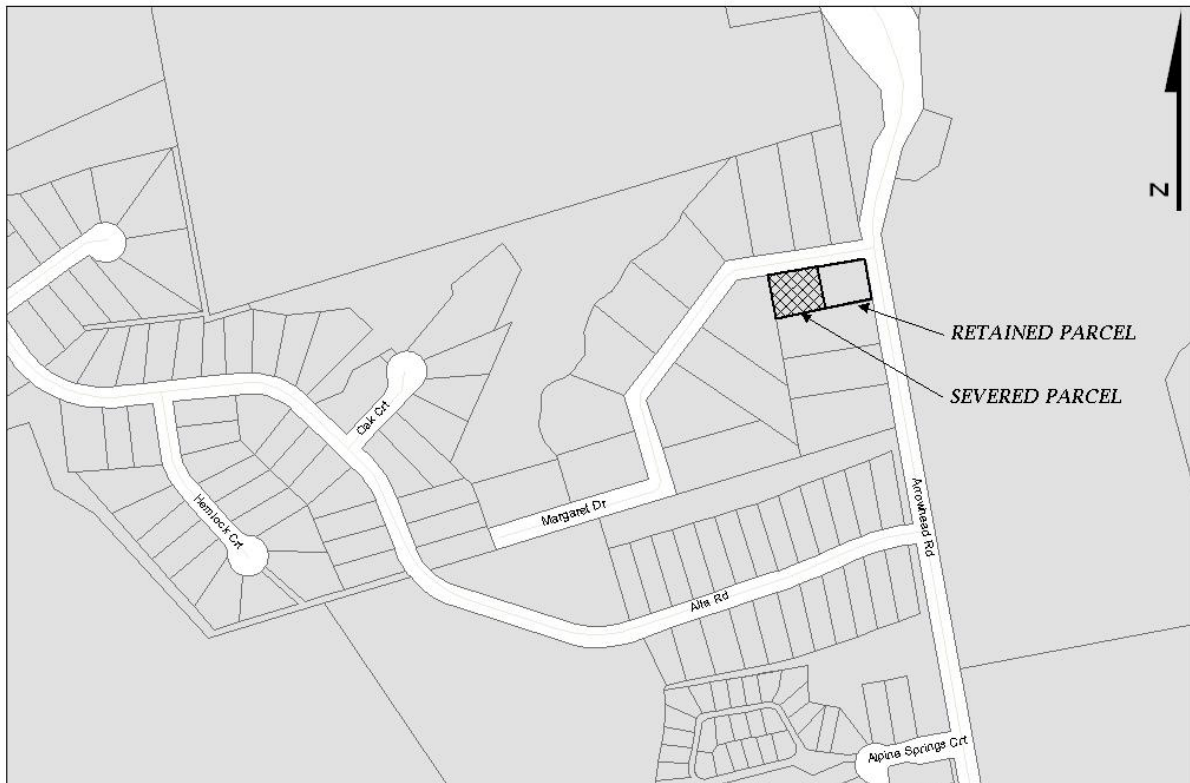 N
RETAINED PARCEL
SEVERED PARCEL
Oak Crt
Hemlock Crt
Margaret Dr
Arrowhead Rd
Alta Rd
Alpine Springs Crt